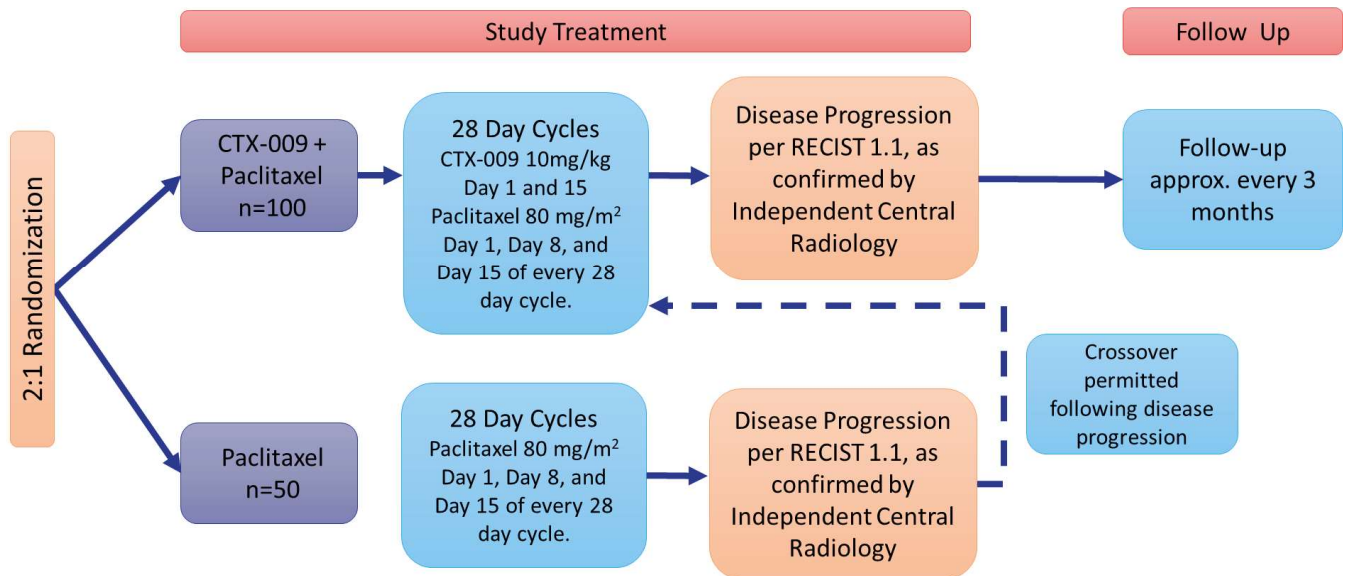 Study Treatment
Follow Up
2:1 Randomization
CTX-009 +
Paclitaxel
n=100
28 Day Cycles
CTX-009 10mg/kg
Day 1 and 15
Paclitaxel 80 mg/m²
Day 1, Day 8, and
Day 15 of every 28
day cycle.
Disease Progression
per RECIST 1.1, as
confirmed by
Independent Central
Radiology
Follow-up
approx. every 3
months
Paclitaxel
n=50
28 Day Cycles
Paclitaxel 80 mg/m²
Day 1, Day 8, and
Day 15 of every 28
day cycle.
Disease Progression
per RECIST 1.1, as
confirmed by
Independent Central
Radiology
Crossover
permitted
following disease
progression